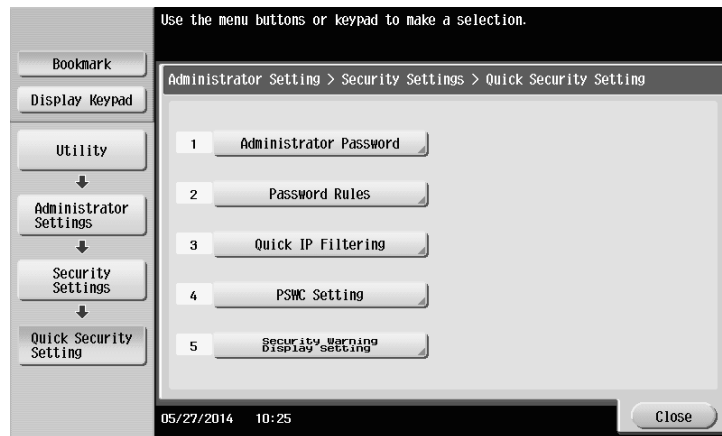 Use the menu buttons or keypad to make a selection.
Bookmark
Display Keypad
Utility
Administrator
Settings
Security
Settings
Quick Security
Setting
Administrator Setting > Security Settings > Quick Security Setting
1 Administrator Password
2 Password Rules
3 Quick IP Filtering
4 PSWC Setting
5 Security Warning
Display Setting
05/27/2014 10:25
Close